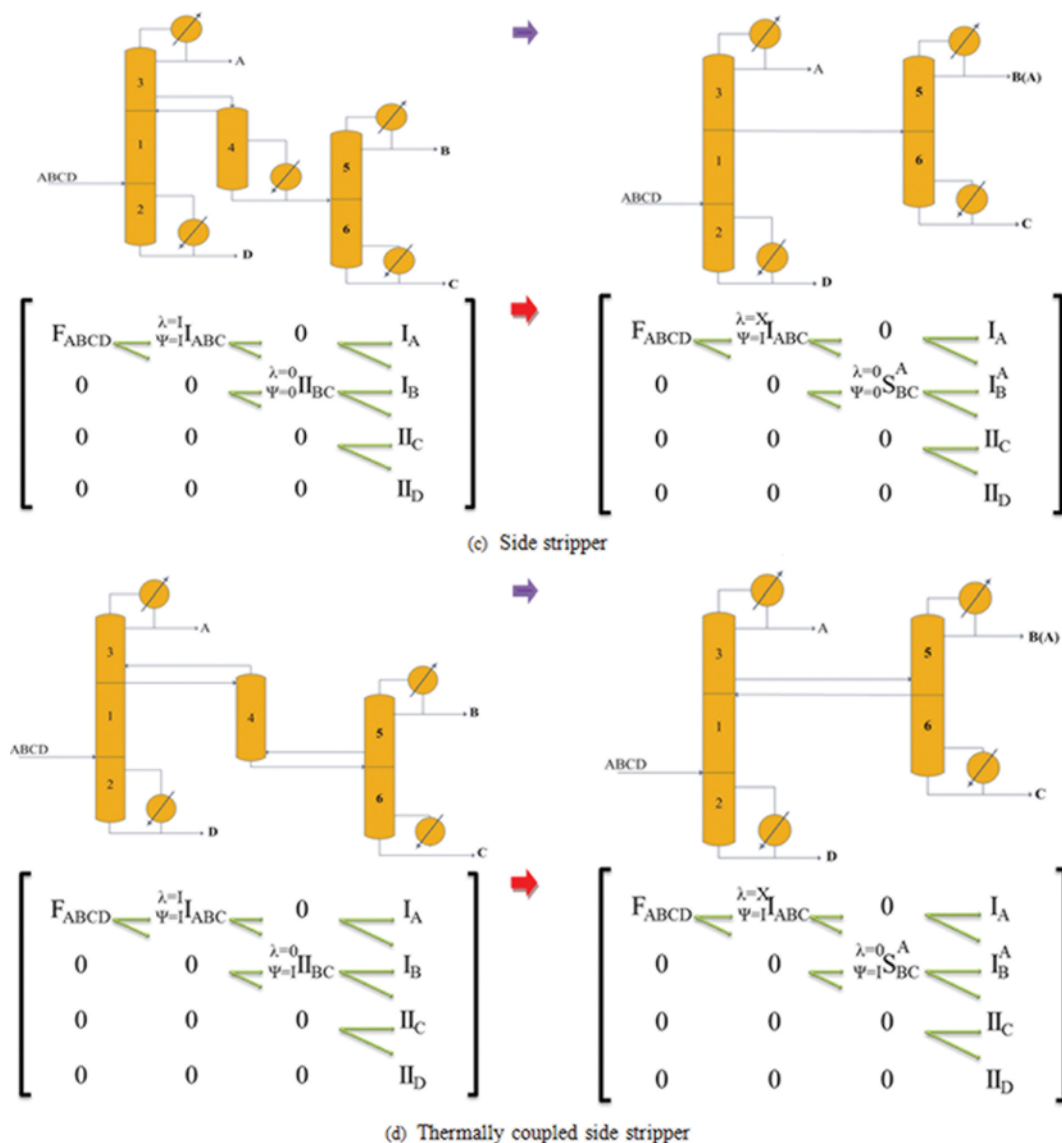 3
A
1
4
5
B
ABCD
2
6
D
C
3
A
5
B(A)
1
6
ABCD
2
C
D
F_ABCD λ=I Ψ=I I_ABC 0 I_A
0 0 λ=0 Ψ=0 II_BC I_B
0 0 0 II_C
0 0 0 II_D
F_ABCD λ=X Ψ=I I_ABC 0 I_A
0 0 λ=0 Ψ=0 S^A_BC I^A_B
0 0 0 II_C
0 0 0 II_D
(c) Side stripper
A
3
1
4
5
B
ABCD
2
6
D
C
A
3
5
B(A)
1
6
ABCD
2
C
D
F_ABCD λ=I Ψ=I I_ABC 0 I_A
0 0 λ=0 Ψ=I II_BC I_B
0 0 0 II_C
0 0 0 II_D
F_ABCD λ=X Ψ=I I_ABC 0 I_A
0 0 λ=0 Ψ=I S^A_BC I^A_B
0 0 0 II_C
0 0 0 II_D
(d) Thermally coupled side stripper